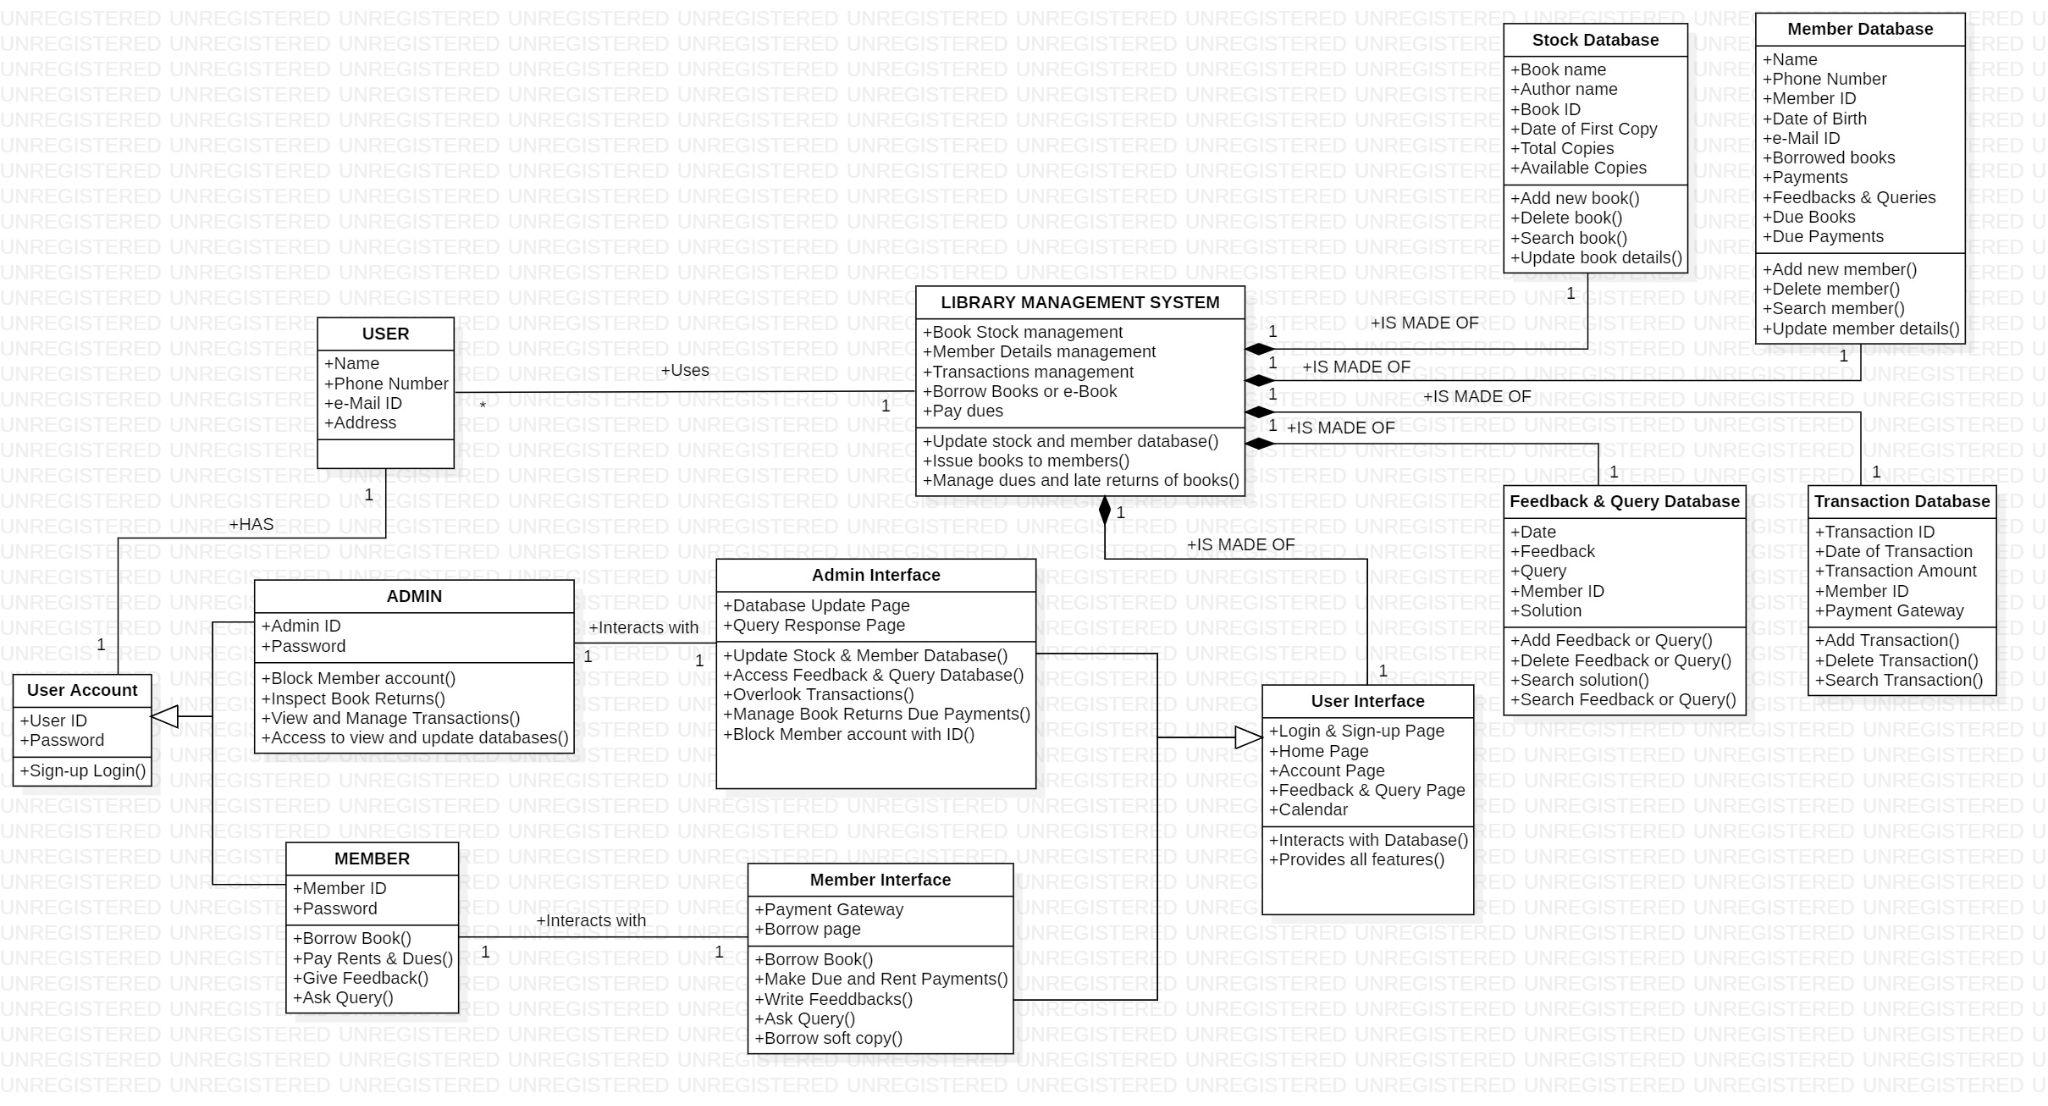 Stock Database
+Book name
+Author name
+Book ID
+Date of First Copy
+Total Copies
+Available Copies
+Add new book()
+Delete book()
+Search book()
+Update book details()
1
Member Database
+Name
+Phone Number
+Member ID
+Date of Birth
+e-Mail ID
+Borrowed books
+Payments
+Feedbacks & Queries
+Due Books
+Due Payments
+Add new member()
+Delete member()
+Search member()
+Update member details()
1
USER
+Name
+Phone Number
+e-Mail ID
+Address
+Uses
*
1
LIBRARY MANAGEMENT SYSTEM
+Book Stock management
+Member Details management
+Transactions management
+Borrow Books or e-Book
+Pay dues
+Update stock and member database()
+Issue books to members()
+Manage dues and late returns of books()
1
+IS MADE OF
1
+IS MADE OF
1
+IS MADE OF
1
+IS MADE OF
1
1
1
+IS MADE OF
1
1
+HAS
1
Feedback & Query Database
+Date
+Feedback
+Query
+Member ID
+Solution
+Add Feedback or Query()
+Delete Feedback or Query()
+Search solution()
+Search Feedback or Query()
Transaction Database
+Transaction ID
+Date of Transaction
+Transaction Amount
+Member ID
+Payment Gateway
+Add Transaction()
+Delete Transaction()
+Search Transaction()
User Account
+User ID
+Password
+Sign-up Login()
ADMIN
+Admin ID
+Password
+Block Member account()
+Inspect Book Returns()
+View and Manage Transactions()
+Access to view and update databases()
+Interacts with
1
1
Admin Interface
+Database Update Page
+Query Response Page
+Update Stock & Member Database()
+Access Feedback & Query Database()
+Overlook Transactions()
+Manage Book Returns Due Payments()
+Block Member account with ID()
User Interface
+Login & Sign-up Page
+Home Page
+Account Page
+Feedback & Query Page
+Calendar
+Interacts with Database()
+Provides all features()
MEMBER
+Member ID
+Password
+Borrow Book()
+Pay Rents & Dues()
+Give Feedback()
+Ask Query()
+Interacts with
1
1
Member Interface
+Payment Gateway
+Borrow page
+Borrow Book()
+Make Due and Rent Payments()
+Write Feeddbacks()
+Ask Query()
+Borrow soft copy()
UNREGISTERED